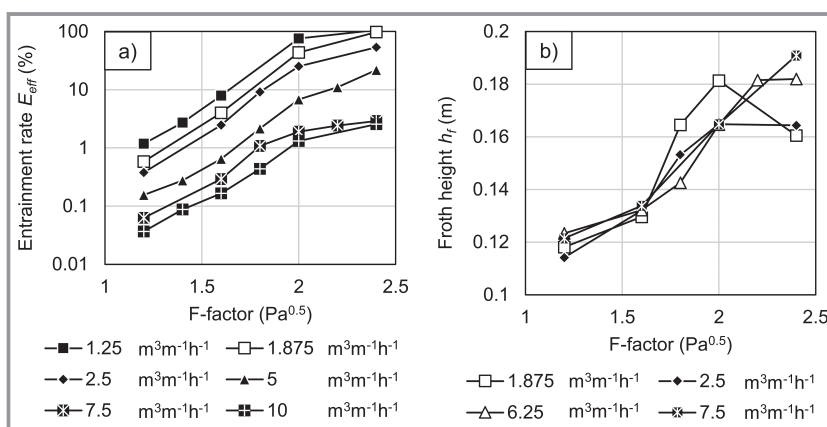 a)
100
10
1
0.1
0.01
1
1.5
2
2.5
Entrainment rate E_eff (%)
F-factor (Pa^0.5)
1.25 m³m⁻¹h⁻¹
1.875 m³m⁻¹h⁻¹
2.5 m³m⁻¹h⁻¹
5 m³m⁻¹h⁻¹
7.5 m³m⁻¹h⁻¹
10 m³m⁻¹h⁻¹
b)
0.2
0.18
0.16
0.14
0.12
0.1
1
1.5
2
2.5
Froth height h_f (m)
F-factor (Pa^0.5)
1.875 m³m⁻¹h⁻¹
2.5 m³m⁻¹h⁻¹
6.25 m³m⁻¹h⁻¹
7.5 m³m⁻¹h⁻¹